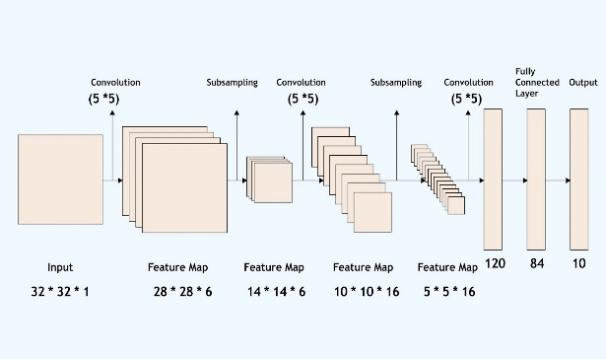 Convolution
(5 *5)
Subsampling
Convolution
(5 *5)
Subsampling
Convolution
(5 *5)
Fully
Connected
Layer
Output
Input
Feature Map
Feature Map
Feature Map
Feature Map
120
84
10
32 * 32 * 1
28 * 28 * 6
14 * 14 * 6
10 * 10 * 16
5 * 5 * 16